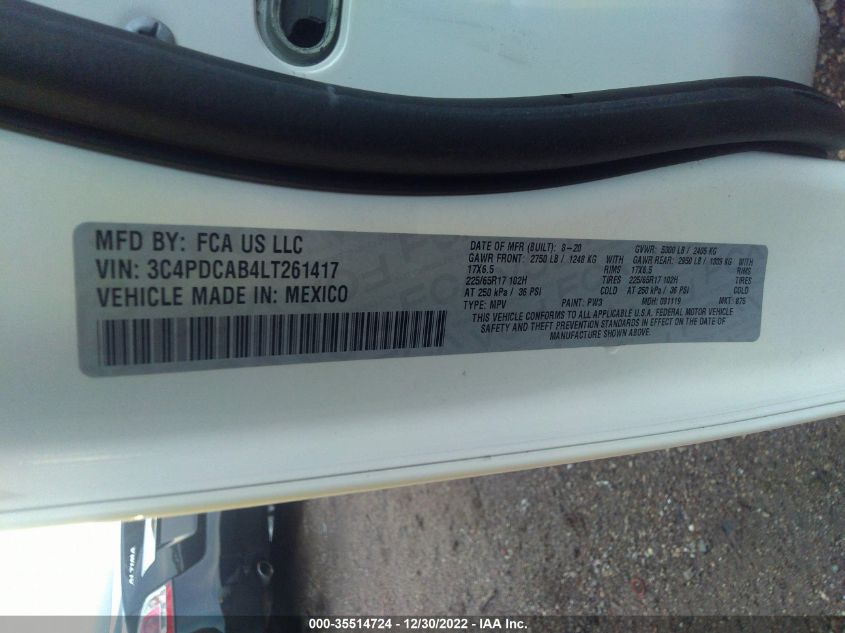 MFD BY: FCA US LLC
VIN: 3C4PDCAB4LT261417
VEHICLE MADE IN: MEXICO
DATE OF MFR (BUILT): 8-20 GVWR: 5300 LB / 2405 KG
GAWR FRONT: 2750 LB / 1248 KG WITH GAWR REAR: 2950 LB / KG WITH
17X6.5 RIMS 17X6.5 RIMS
225/65R17 102H TIRES 225/65R17 102H TIRES
AT 250 kPa / 36 PSI COLD AT 250 kPa / 36 PSI COLD
TYPE: MPV PAINT: PW3 MDH: 081119 MKT: 875
THIS VEHICLE CONFORMS TO ALL APPLICABLE U.S.A. FEDERAL MOTOR VEHICLE
SAFETY AND THEFT PREVENTION STANDARDS IN EFFECT ON THE DATE OF
MANUFACTURE SHOWN ABOVE.
ALTIMA
000-35514724 - 12/30/2022 - IAA Inc.